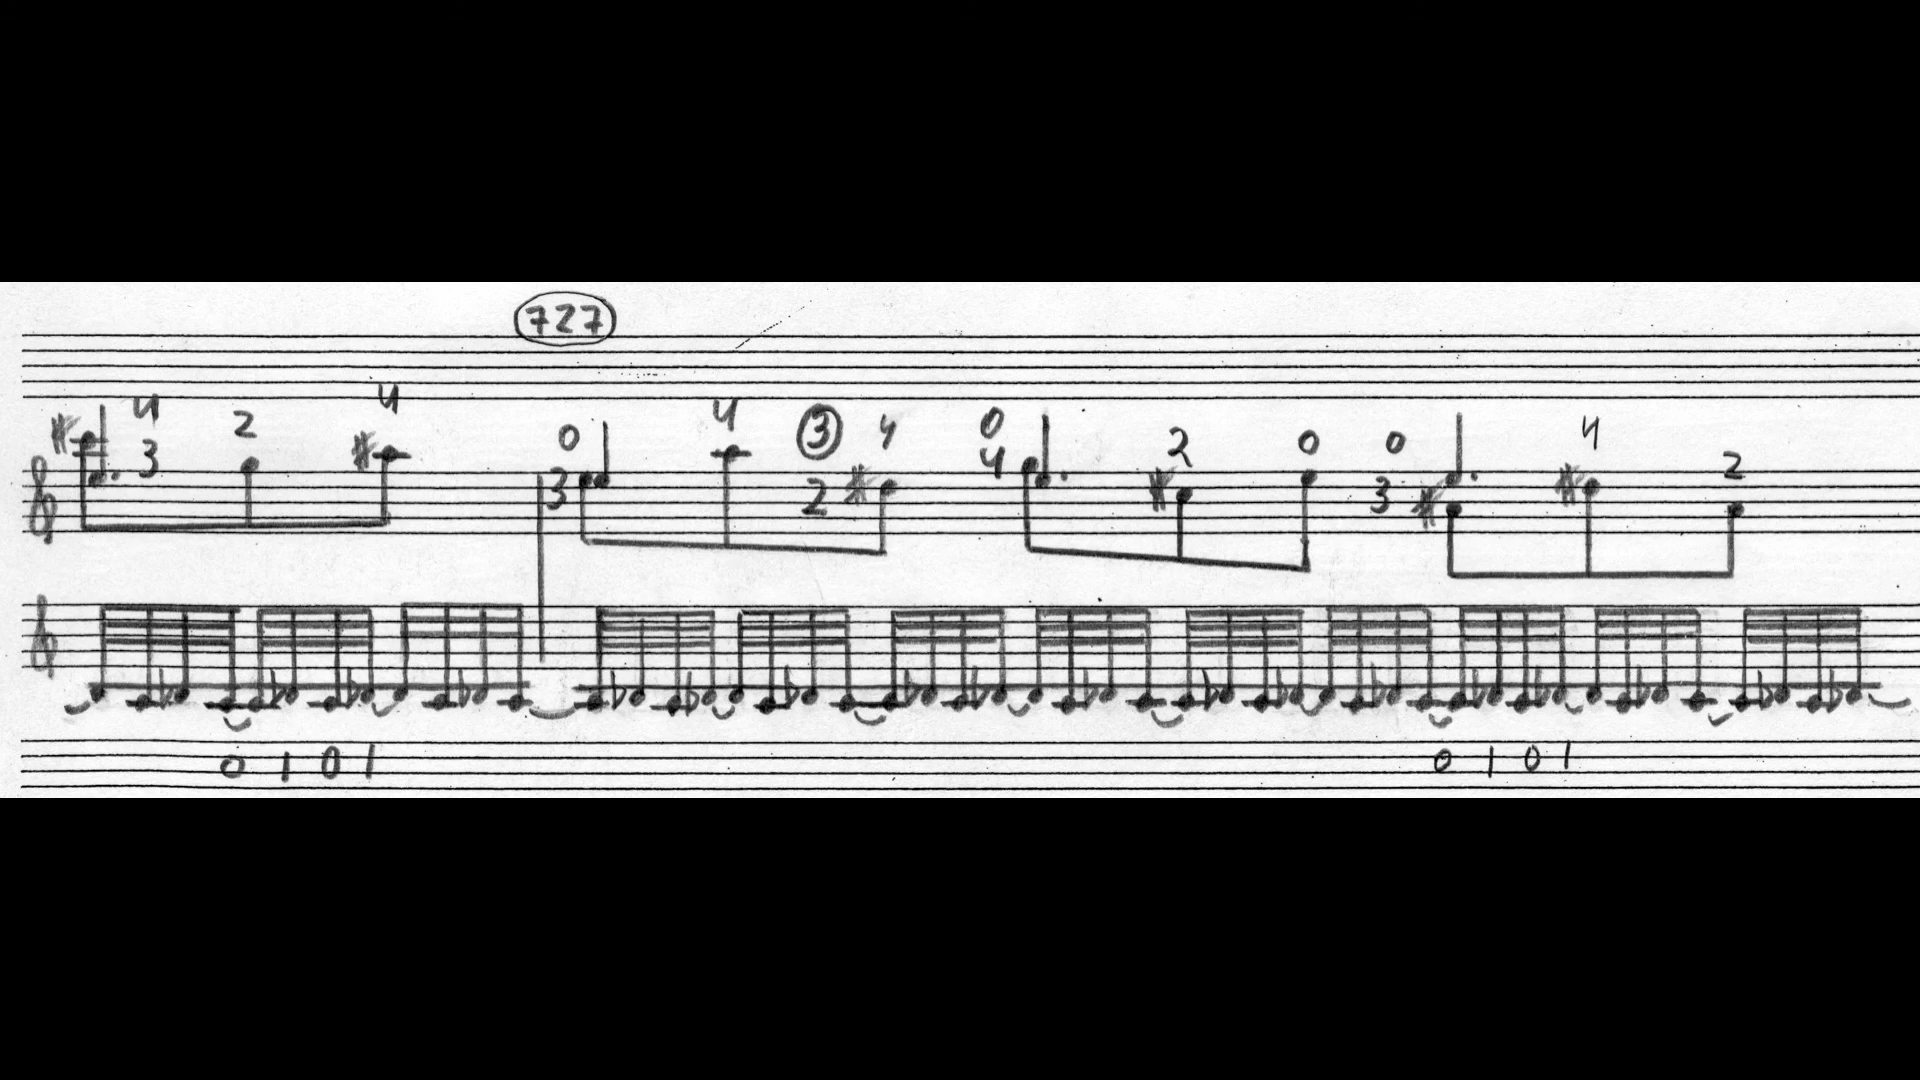 727
4 2 4
3
0 4 ③ 4 0 2 0 0 4 2
3 2 4 3
0 1 0 1 0 1 0 1